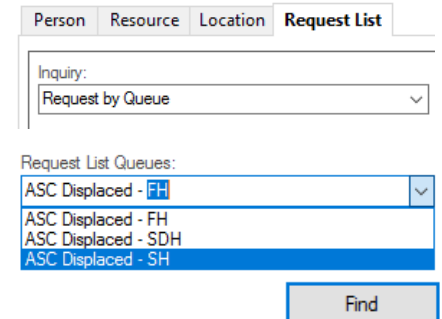 Person Resource Location Request List
Inquiry:
Request by Queue
Request List Queues:
ASC Displaced - FH
ASC Displaced - FH
ASC Displaced - SDH
ASC Displaced - SH
Find